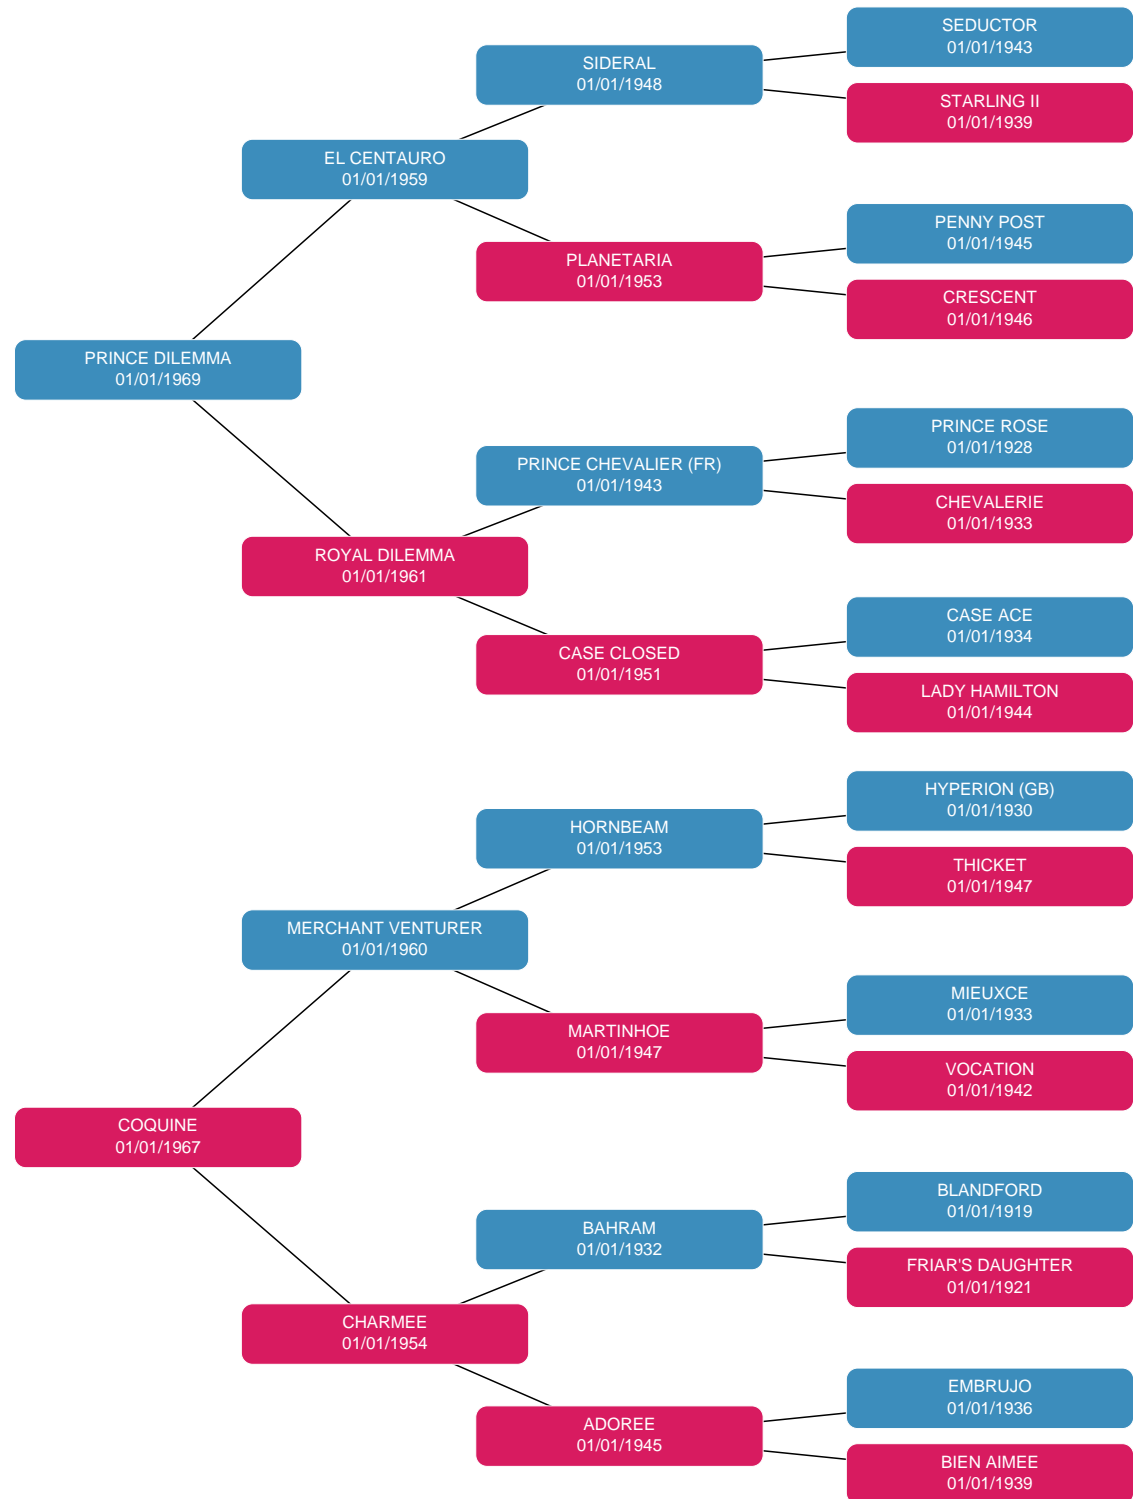 SEDUCTOR
01/01/1943
SIDERAL
01/01/1948
STARLING II
01/01/1939
EL CENTAURO
01/01/1959
PENNY POST
01/01/1945
PLANETARIA
01/01/1953
CRESCENT
01/01/1946
PRINCE DILEMMA
01/01/1969
PRINCE ROSE
01/01/1928
PRINCE CHEVALIER (FR)
01/01/1943
CHEVALERIE
01/01/1933
ROYAL DILEMMA
01/01/1961
CASE ACE
01/01/1934
CASE CLOSED
01/01/1951
LADY HAMILTON
01/01/1944
HYPERION (GB)
01/01/1930
HORNBEAM
01/01/1953
THICKET
01/01/1947
MERCHANT VENTURER
01/01/1960
MIEUXCE
01/01/1933
MARTINHOE
01/01/1947
VOCATION
01/01/1942
COQUINE
01/01/1967
BLANDFORD
01/01/1919
BAHRAM
01/01/1932
FRIAR'S DAUGHTER
01/01/1921
CHARMEE
01/01/1954
EMBRUJO
01/01/1936
ADOREE
01/01/1945
BIEN AIMEE
01/01/1939